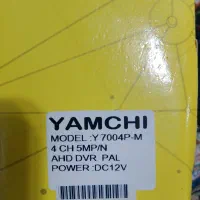 YAMCHI
MODEL :Y7004P-M
4 CH 5MP/N
AHD DVR PAL
POWER :DC12V